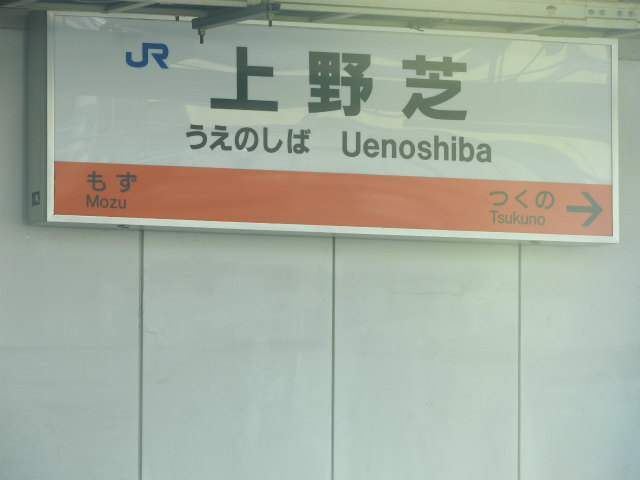 JR 上野芝
うえのしば Uenoshiba
もず つくの →
Mozu Tsukuno